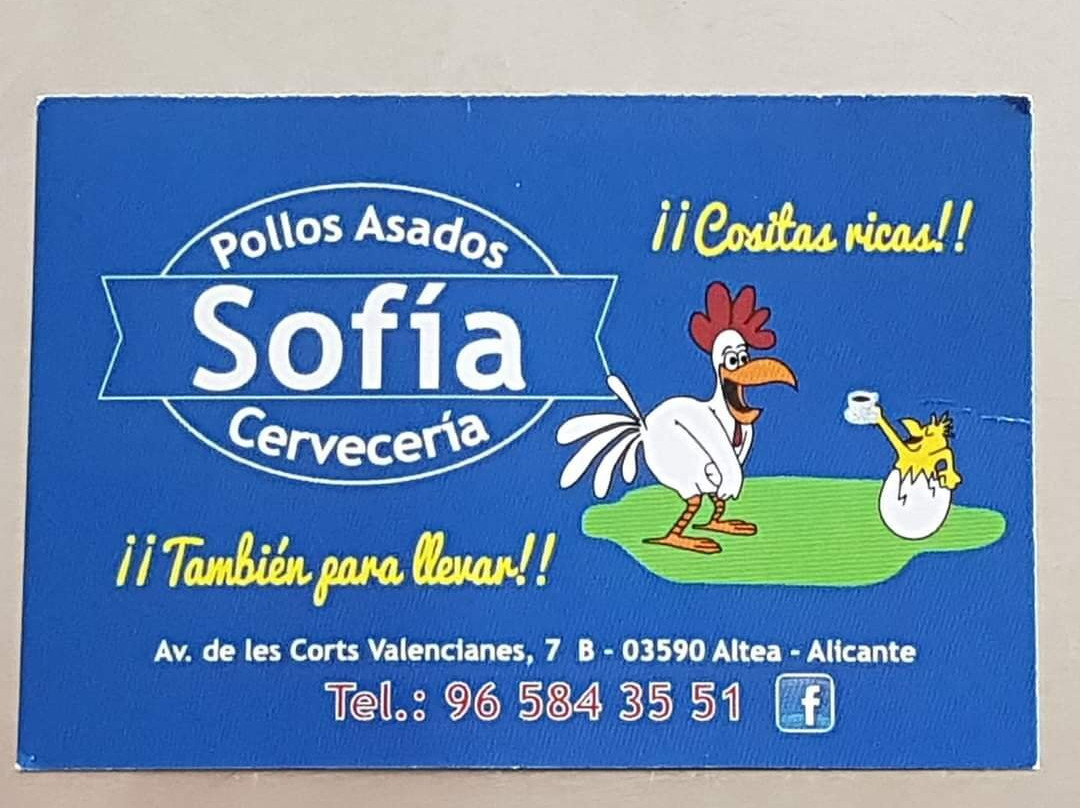 Pollos Asados
Sofía
Cervecería
¡¡Cositas ricas!!
¡¡También para llevar!!
Av. de les Corts Valencianes, 7 B - 03590 Altea - Alicante
Tel.: 96 584 35 51 f